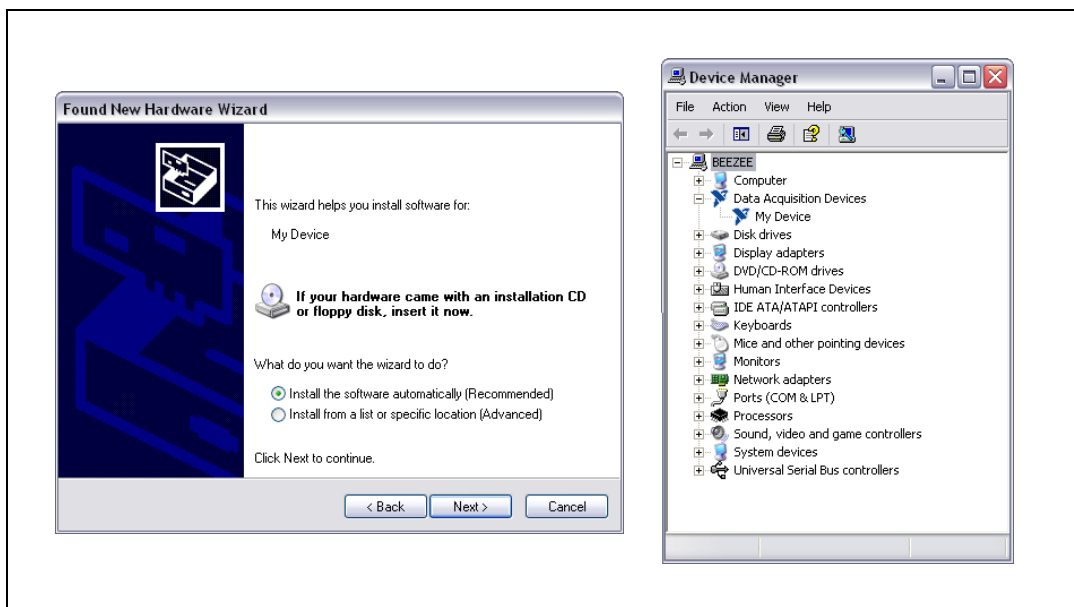 Found New Hardware Wizard
This wizard helps you install software for:
My Device
If your hardware came with an installation CD
or floppy disk, insert it now.
What do you want the wizard to do?
Install the software automatically (Recommended)
Install from a list or specific location (Advanced)
Click Next to continue.
< Back
Next >
Cancel
Device Manager
File Action View Help
BEEZEE
Computer
Data Acquisition Devices
My Device
Disk drives
Display adapters
DVD/CD-ROM drives
Human Interface Devices
IDE ATA/ATAPI controllers
Keyboards
Mice and other pointing devices
Monitors
Network adapters
Ports (COM & LPT)
Processors
Sound, video and game controllers
System devices
Universal Serial Bus controllers